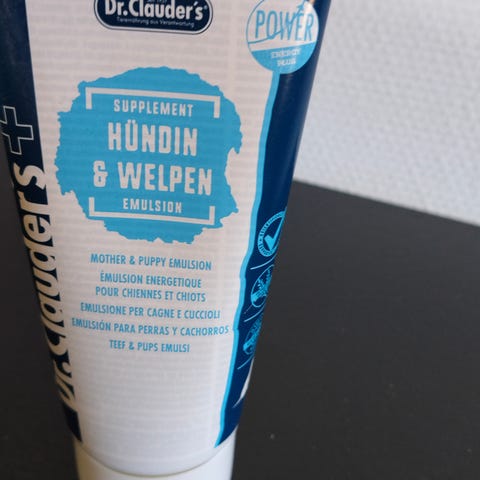 Dr.Clauder's
Tierernährung aus Verantwortung
POWER
ENERGY
PLUS
SUPPLEMENT
HÜNDIN
& WELPEN
EMULSION
MOTHER & PUPPY EMULSION
ÉMULSION ENERGETIQUE
POUR CHIENNES ET CHIOTS
EMULSIONE PER CAGNE E CUCCIOLI
EMULSIÓN PARA PERRAS Y CACHORROS
TEEF & PUPS EMULSI
Dr.Clauder's+